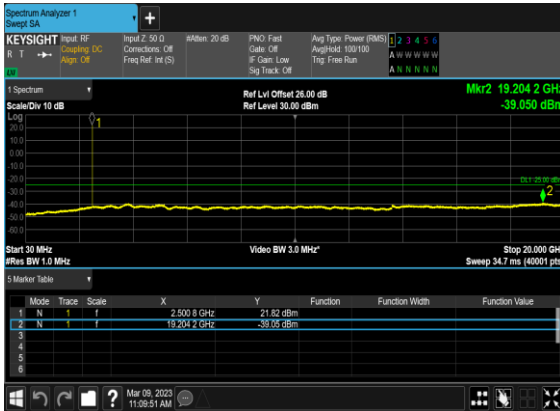 Spectrum Analyzer 1
Swept SA
+
KEYSIGHT
R T
Input: RF
Coupling: DC
Align: Off
Input Z: 50 Ω
Corrections: Off
Freq Ref: Int (S)
#Atten: 20 dB
PNO: Fast
Gate: Off
IF Gain: Low
Sig Track: Off
Avg Type: Power (RMS)
Avg|Hold: 100/100
Trig: Free Run
1 2 3 4 5 6
A W W W W W
A N N N N N
1 Spectrum
Scale/Div 10 dB
Ref Lvl Offset 26.00 dB
Ref Level 30.00 dBm
Mkr2 19.204 2 GHz
-39.050 dBm
Log
20.0
10.0
0.00
-10.0
-20.0
-30.0
-40.0
-50.0
-60.0
1
DL1 -25.00 dBm
2
Start 30 MHz
#Res BW 1.0 MHz
Video BW 3.0 MHz*
Stop 20.000 GH
Sweep 34.7 ms (40001 pts
5 Marker Table
Mode Trace Scale X Y Function Function Width Function Value
1 N 1 f 2.500 8 GHz 21.82 dBm
2 N 1 f 19.204 2 GHz -39.05 dBm
3
4
5
6
?
Mar 09, 2023
11:09:51 AM